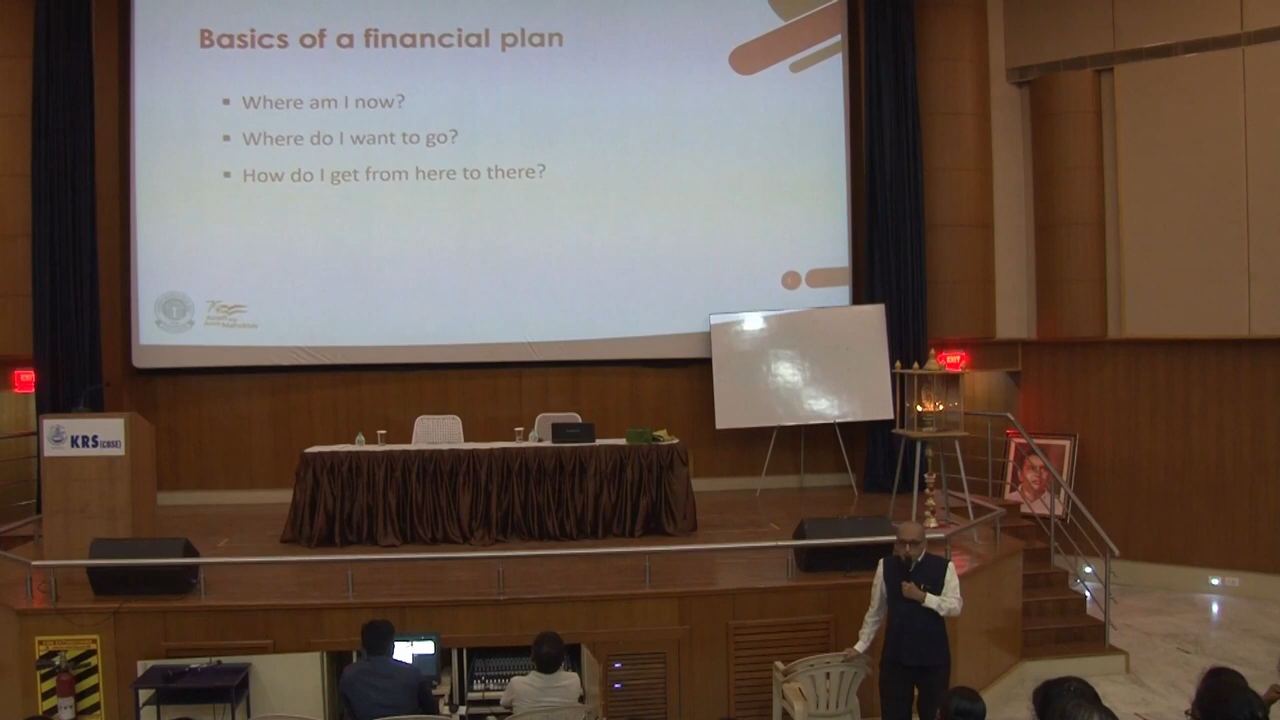 Basics of a financial plan
▪ Where am I now?
▪ Where do I want to go?
▪ How do I get from here to there?
KRS (CBSE)
EXIT